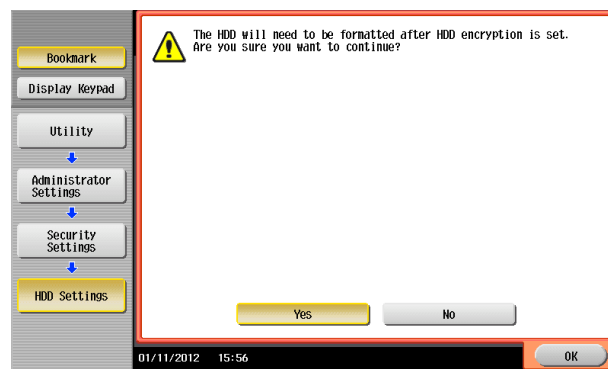 The HDD will need to be formatted after HDD encryption is set.
Are you sure you want to continue?
Bookmark
Display Keypad
Utility
Administrator
Settings
Security
Settings
HDD Settings
Yes
No
01/11/2012 15:56
OK